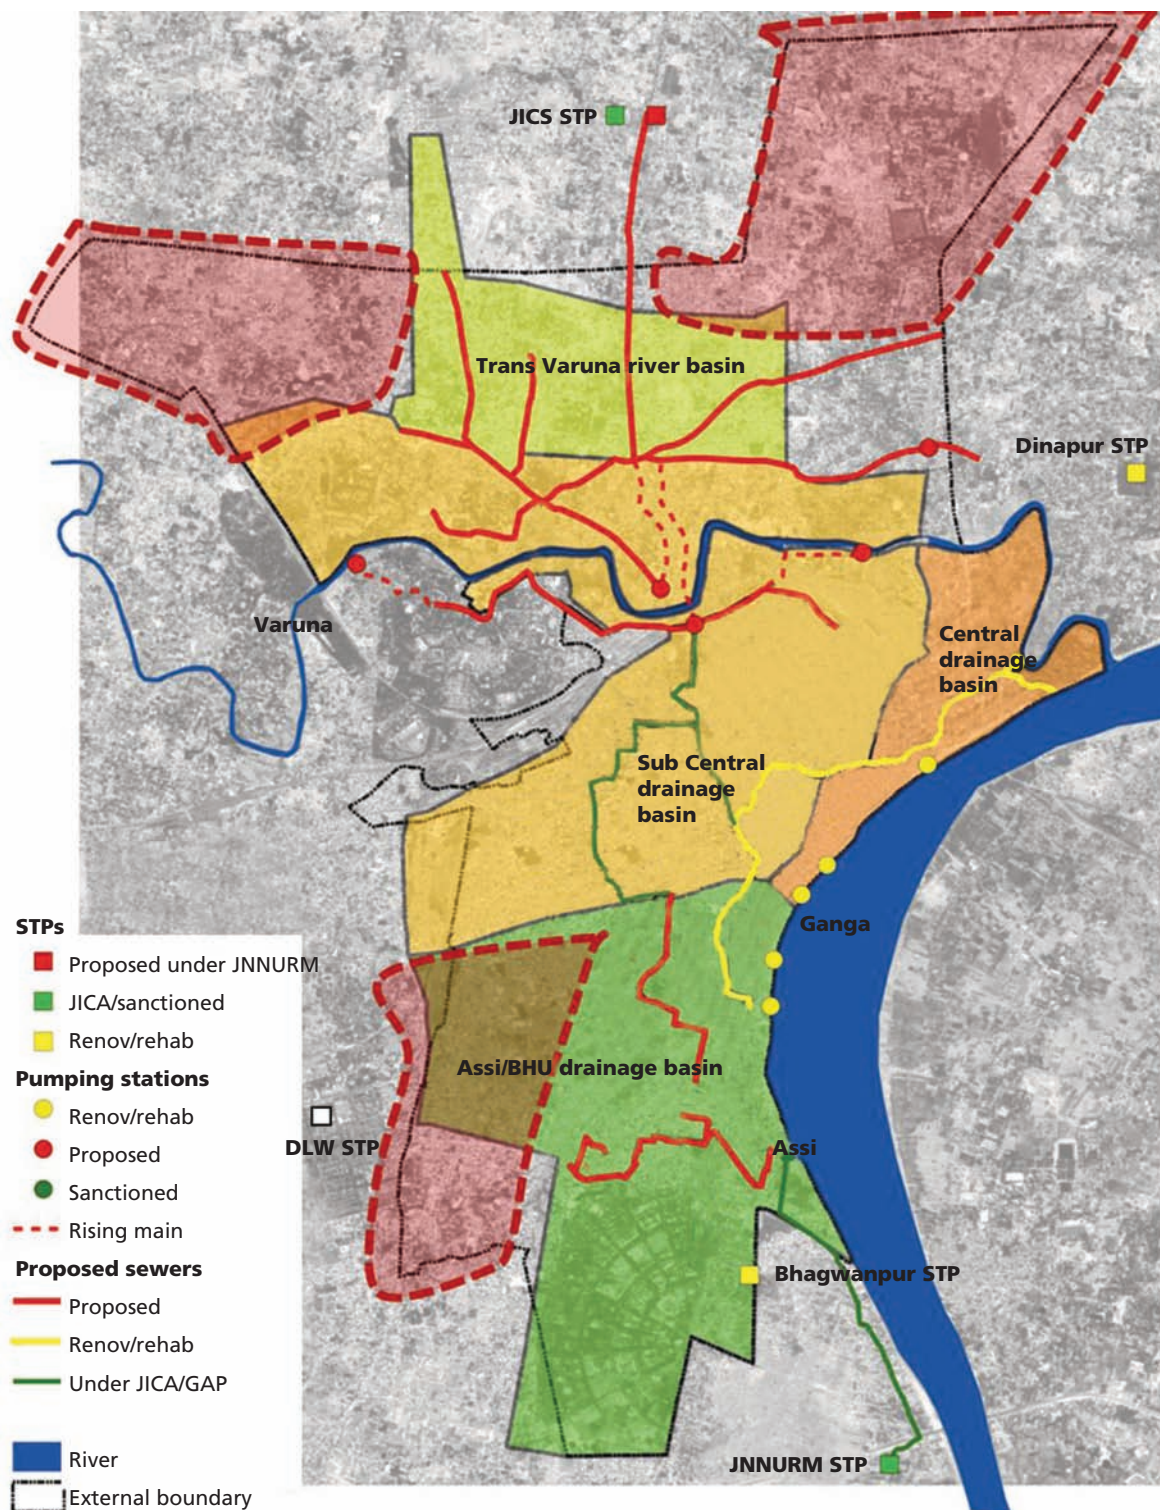 JICS STP
Trans Varuna river basin
Dinapur STP
Varuna
Central
drainage
basin
Sub Central
drainage
basin
Ganga
STPs
Proposed under JNNURM
JICA/sanctioned
Renov/rehab
Pumping stations
Renov/rehab
Proposed
Sanctioned
Rising main
Proposed sewers
Proposed
Renov/rehab
Under JICA/GAP
River
External boundary
Assi/BHU drainage basin
DLW STP
Assi
Bhagwanpur STP
JNNURM STP